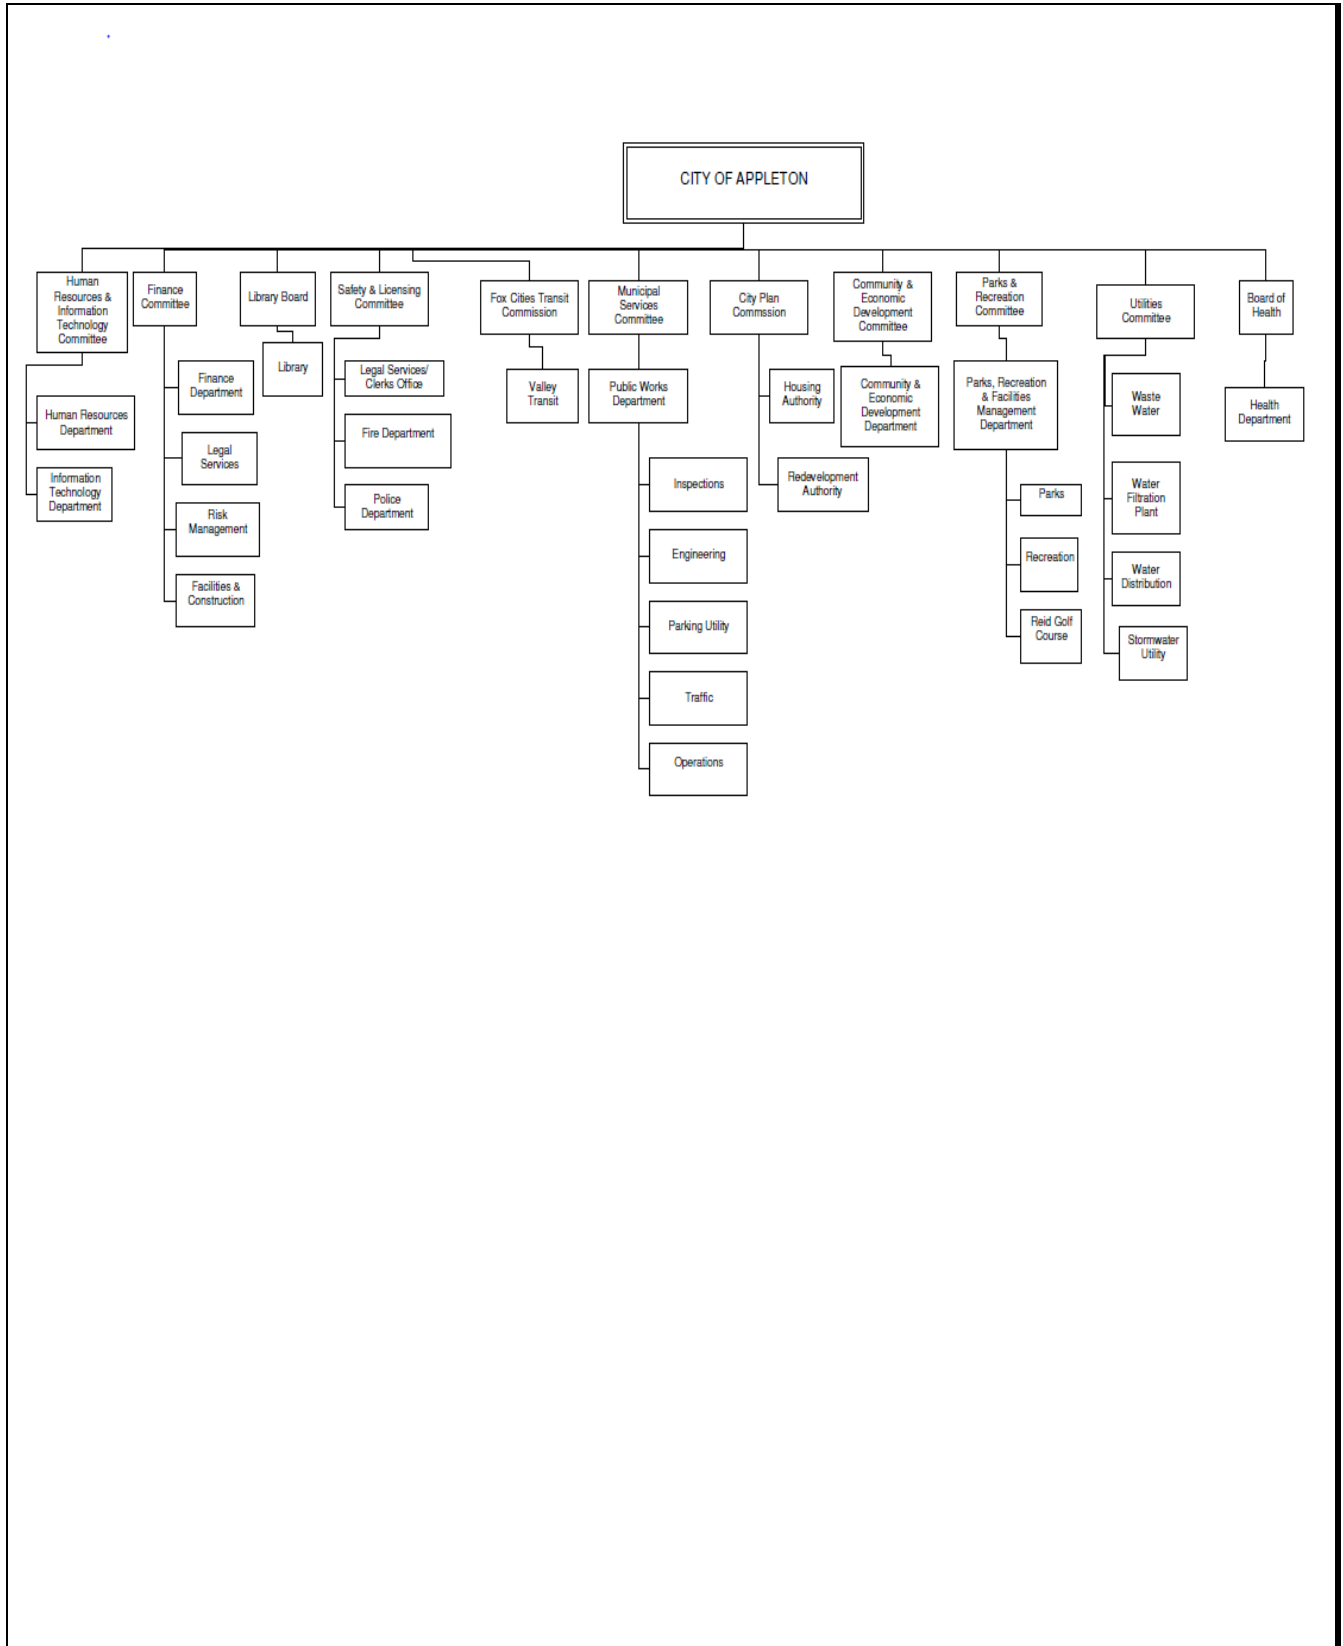 CITY OF APPLETON
Human
Resources &
Information
Technology
Committee
Finance
Committee
Library Board
Safety & Licensing
Committee
Fox Cities Transit
Commission
Municipal
Services
Committee
City Plan
Commssion
Community &
Economic
Development
Committee
Parks &
Recreation
Committee
Utilities
Committee
Board of
Health
Human Resources
Department
Information
Technology
Department
Finance
Department
Legal
Services
Risk
Management
Facilities &
Construction
Library
Legal Services/
Clerks Office
Fire Department
Police
Department
Valley
Transit
Public Works
Department
Inspections
Engineering
Parking Utility
Traffic
Operations
Housing
Authority
Redevelopment
Authority
Community &
Economic
Development
Department
Parks, Recreation
& Facilities
Management
Department
Parks
Recreation
Reid Golf
Course
Waste
Water
Water
Filtration
Plant
Water
Distribution
Stormwater
Utility
Health
Department